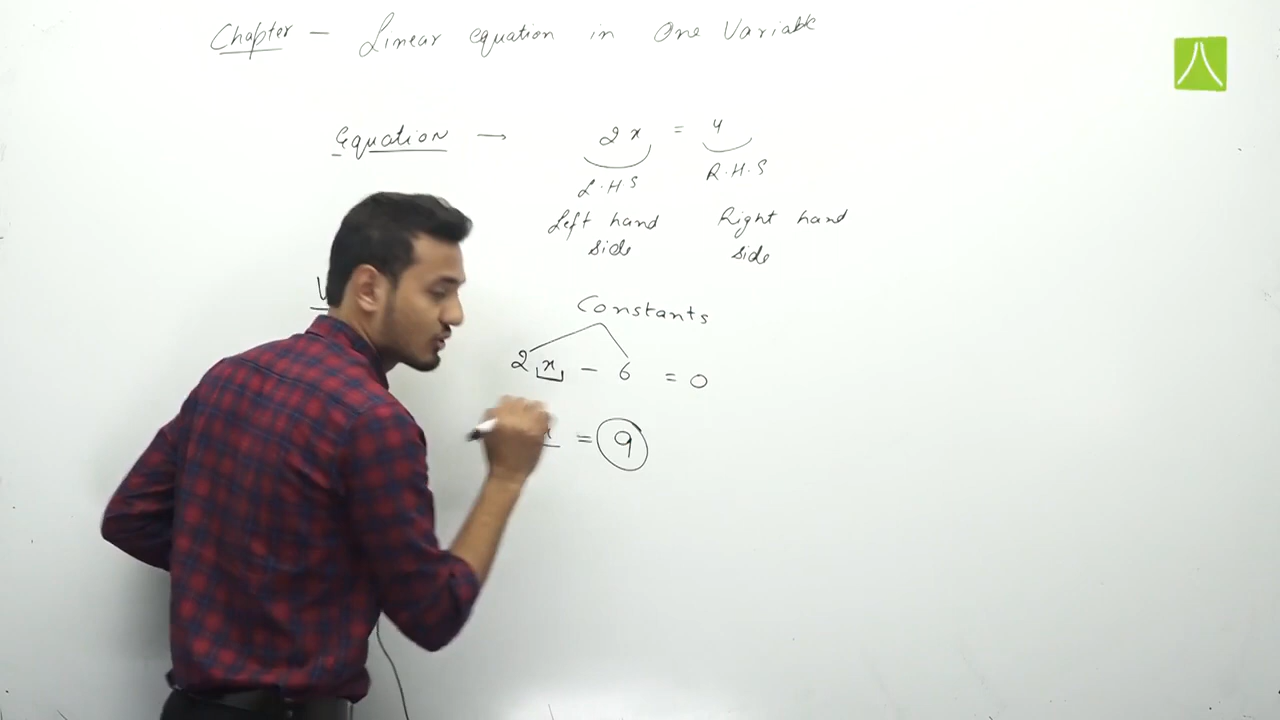 Chapter — Linear equation in One Variable
Equation → 2x = 4
L.H.S R.H.S
Left hand side Right hand side
Constants
2x - 6 = 0
x = 9